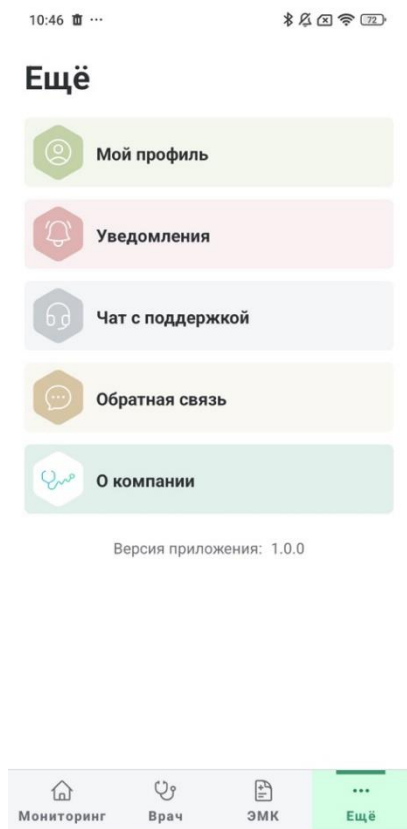 10:46
72
Ещё
Мой профиль
Уведомления
Чат с поддержкой
Обратная связь
О компании
Версия приложения: 1.0.0
Мониторинг Врач ЭМК Ещё